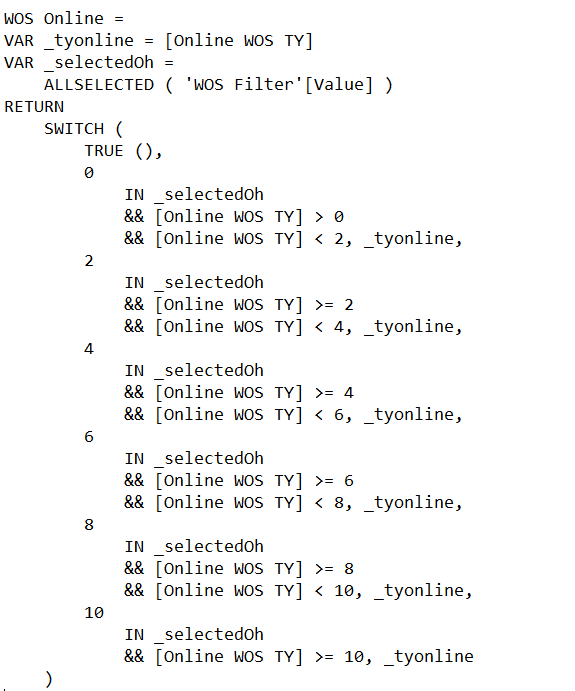 WOS Online =
VAR _tyonline = [Online WOS TY]
VAR _selectedOh =
    ALLSELECTED ( 'WOS Filter'[Value] )
RETURN
    SWITCH (
        TRUE (),
        0
            IN _selectedOh
            && [Online WOS TY] > 0
            && [Online WOS TY] < 2, _tyonline,
        2
            IN _selectedOh
            && [Online WOS TY] >= 2
            && [Online WOS TY] < 4, _tyonline,
        4
            IN _selectedOh
            && [Online WOS TY] >= 4
            && [Online WOS TY] < 6, _tyonline,
        6
            IN _selectedOh
            && [Online WOS TY] >= 6
            && [Online WOS TY] < 8, _tyonline,
        8
            IN _selectedOh
            && [Online WOS TY] >= 8
            && [Online WOS TY] < 10, _tyonline,
        10
            IN _selectedOh
            && [Online WOS TY] >= 10, _tyonline
    )